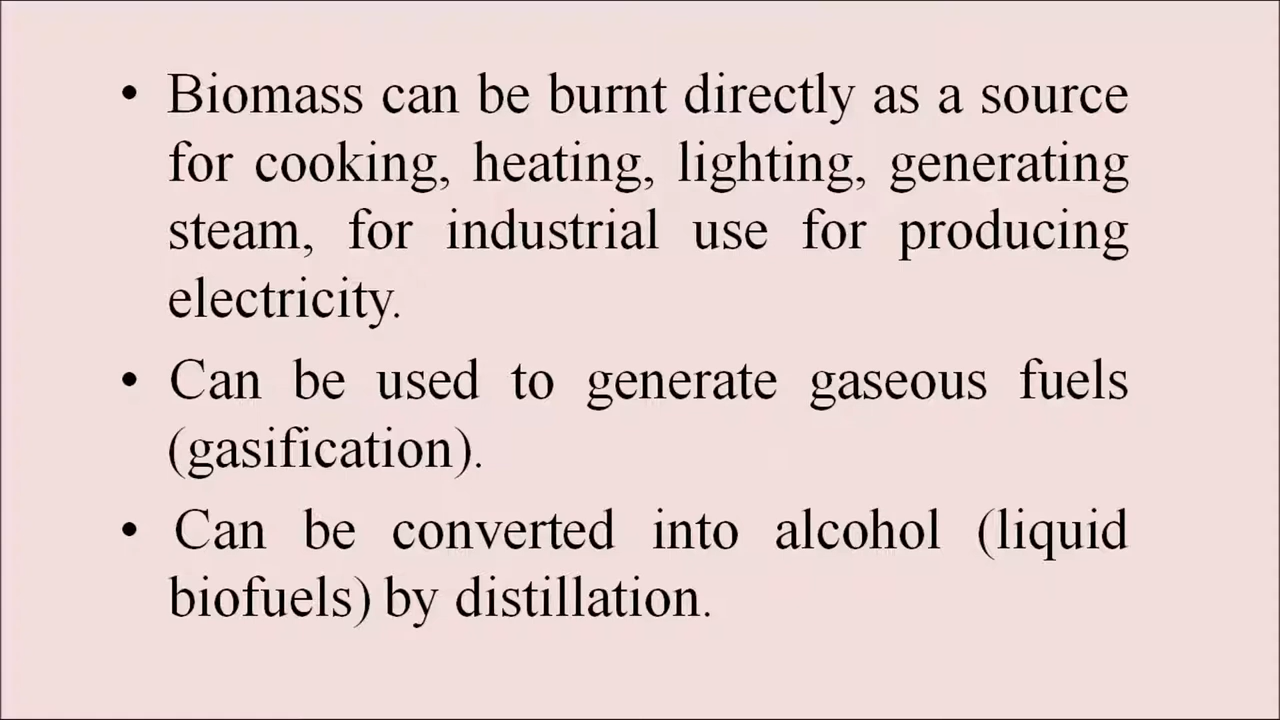 • Biomass can be burnt directly as a source
for cooking, heating, lighting, generating
steam, for industrial use for producing
electricity.
• Can be used to generate gaseous fuels
(gasification).
• Can be converted into alcohol (liquid
biofuels) by distillation.